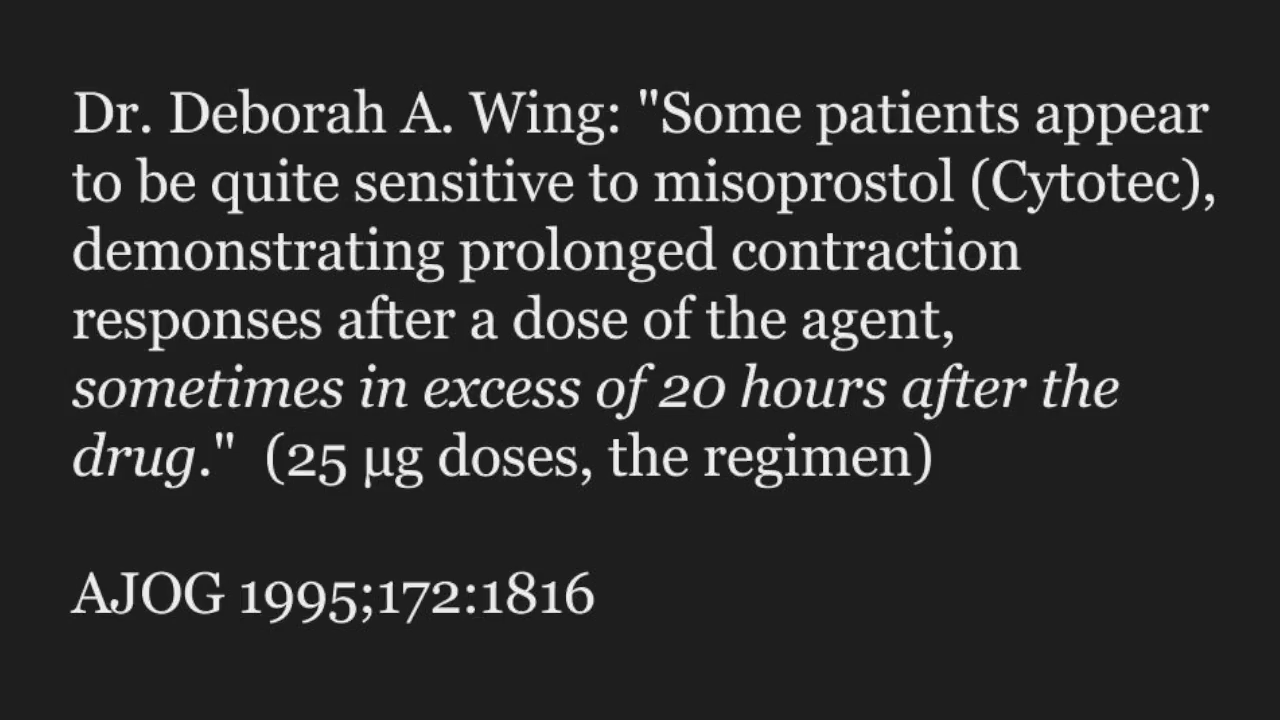 Dr. Deborah A. Wing: "Some patients appear
to be quite sensitive to misoprostol (Cytotec),
demonstrating prolonged contraction
responses after a dose of the agent,
sometimes in excess of 20 hours after the
drug."  (25 µg doses, the regimen)
AJOG 1995;172:1816